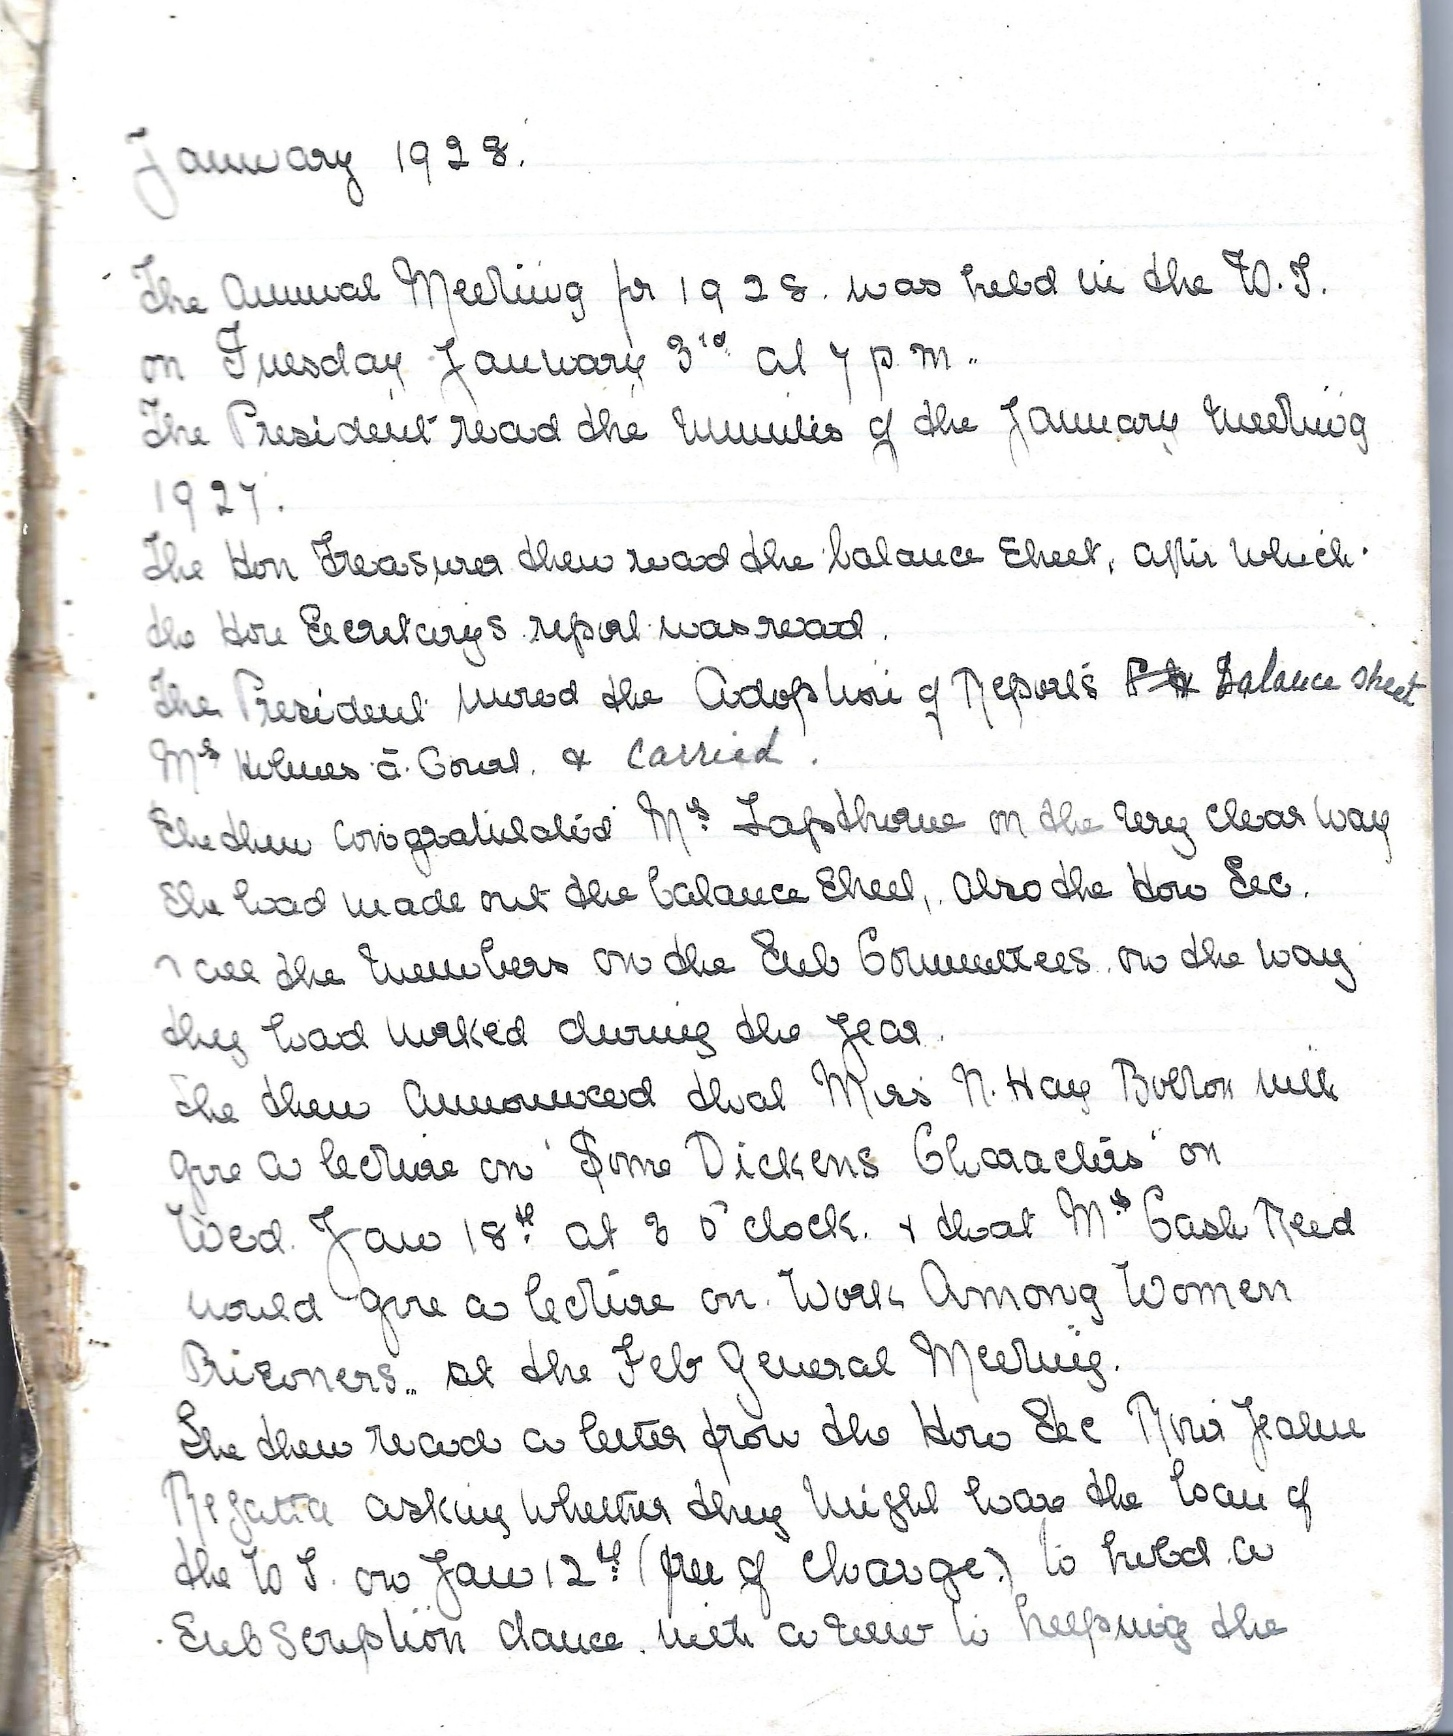 January 1928.
The Annual Meeting for 1928. was held in the W.I.
on Tuesday January 3rd at 7 p.m..
The President read the Minutes of the January Meeting
1927.
The Hon Treasurer then read the balance Sheet, after which
the Hon Secretary's report was read.
The President moved the Adoption of Reports & Balance sheet
Mrs Holmes à Court. & Carried.
She then congratulated Mrs Lapthorne on the very clear way
she had made out the balance Sheet, also the Hon Sec.
& all the Members on the Sub Committees. on the way
they had worked during the Year.
She then announced that Miss N. Hay Bolton will
give a lecture on 'Some Dickens Characters' on
Wed. Jan 18th at 8 o'clock. & that Mrs Cash Reed
would give a lecture on. Work Among Women
Prisoners.. at the Feb General Meeting.
She then read a letter from the Hon Sec River Yealm
Regatta asking whether they might have the loan of
the W I. on Jan 12th (free of charge.) to hold a
Subscription dance. with a view to helping the